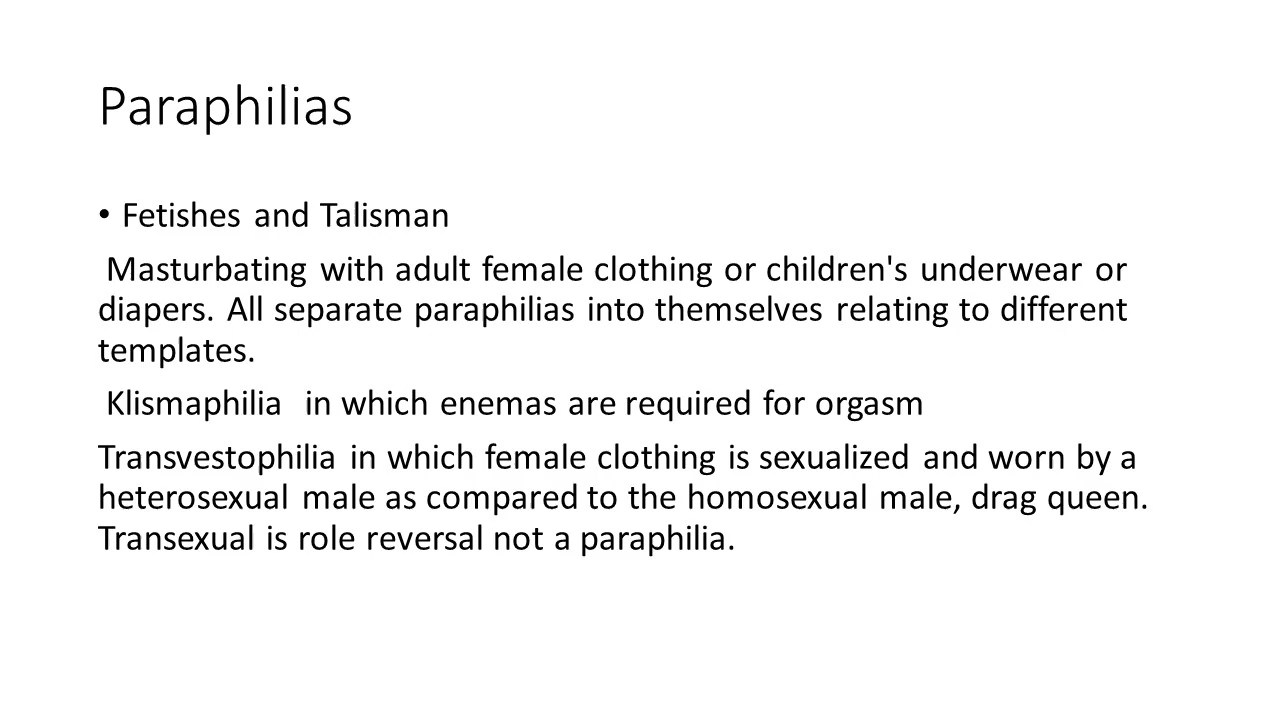 Paraphilias
• Fetishes and Talisman
Masturbating with adult female clothing or children's underwear or
diapers. All separate paraphilias into themselves relating to different
templates.
Klismaphilia in which enemas are required for orgasm
Transvestophilia in which female clothing is sexualized and worn by a
heterosexual male as compared to the homosexual male, drag queen.
Transexual is role reversal not a paraphilia.